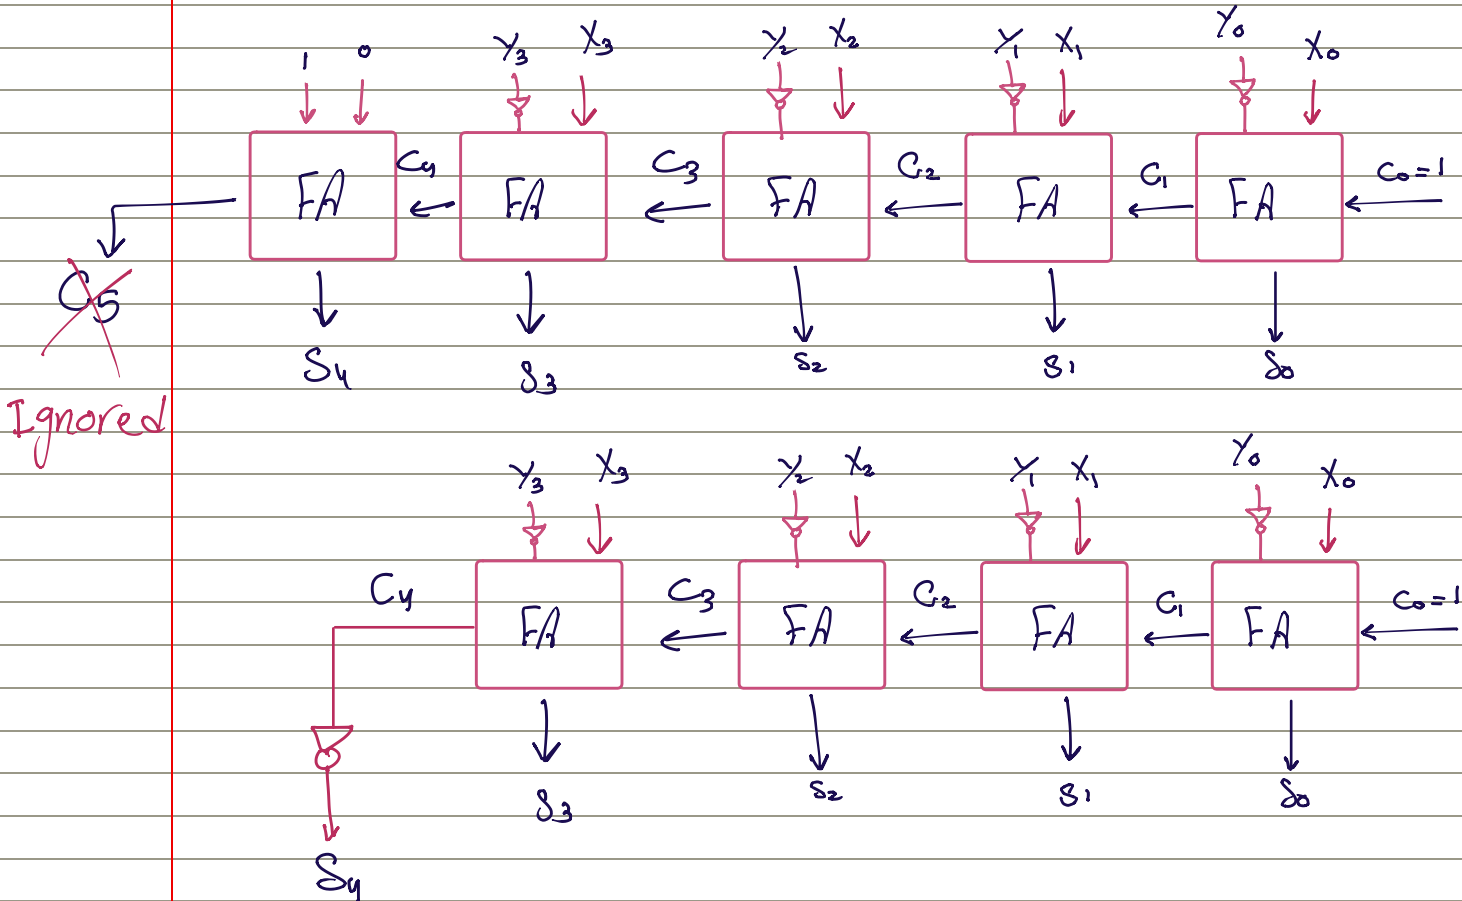 1 0 Y3 X3 Y2 X2 Y1 X1 Y0 X0
FA C4 FA C3 FA C2 FA C1 FA C0=1
C5
S4 S3 S2 S1 S0
Ignored
Y3 X3 Y2 X2 Y1 X1 Y0 X0
C4 FA C3 FA C2 FA C1 FA C0=1
S3 S2 S1 S0
S4